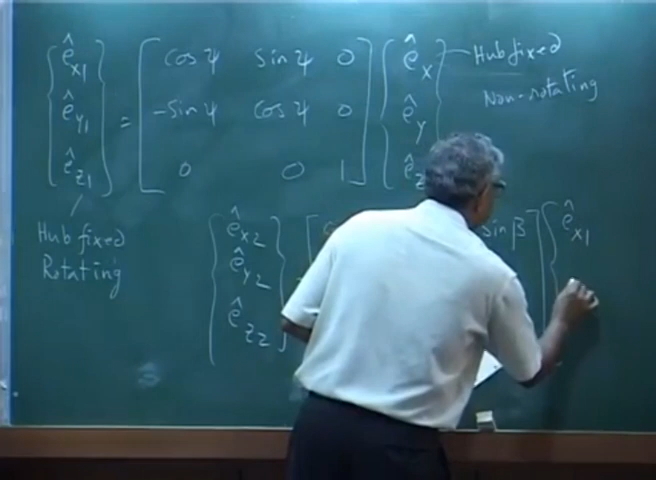 ê_x1 cos ψ sin ψ 0 ê_x Hub fixed
Non-rotating
ê_y1 = -sin ψ cos ψ 0 ê_y
ê_z1 0 0 1
Hub fixed
Rotating
ê_x2 sin β ê_x1
ê_y2
ê_z2